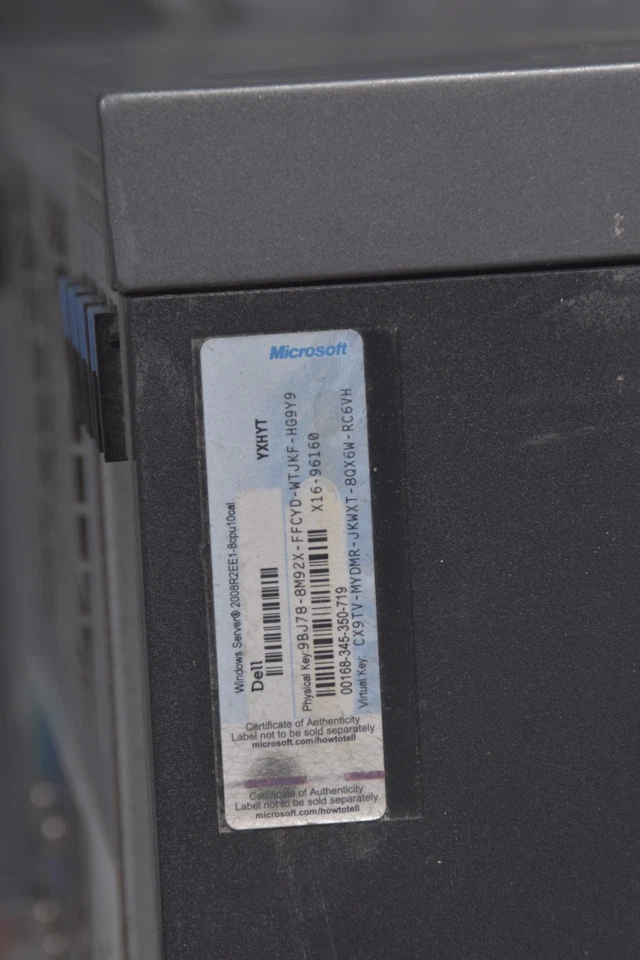 Microsoft
Windows Server® 2008R2EE1-8cpu10cal
Dell
YXHYT
Physical Key: 9BJ78-8M92X-FFCYD-WTJKF-HG9Y9
X16-96160
00168-345-350-719
Virtual Key: CX9TV-MYDMR-JKWXT-8QX6W-RC6VH
Certificate of Authenticity
Label not to be sold separately
microsoft.com/howtotell
Certificate of Authenticity
Label not to be sold separately
microsoft.com/howtotell